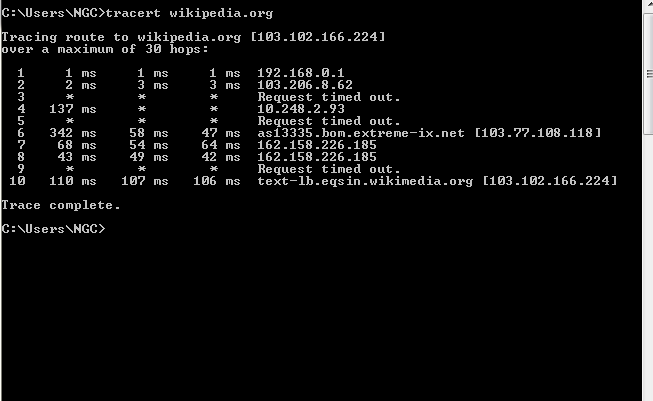 C:\Users\NGC>tracert wikipedia.org
Tracing route to wikipedia.org [103.102.166.224]
over a maximum of 30 hops:
1 1 ms 1 ms 1 ms 192.168.0.1
2 2 ms 3 ms 3 ms 103.206.8.62
3 * * * Request timed out.
4 137 ms * * 10.248.2.93
5 * * * Request timed out.
6 342 ms 58 ms 47 ms as13335.bom.extreme-ix.net [103.77.108.118]
7 68 ms 54 ms 64 ms 162.158.226.185
8 43 ms 49 ms 42 ms 162.158.226.185
9 * * * Request timed out.
10 110 ms 107 ms 106 ms text-lb.eqsin.wikimedia.org [103.102.166.224]
Trace complete.
C:\Users\NGC>